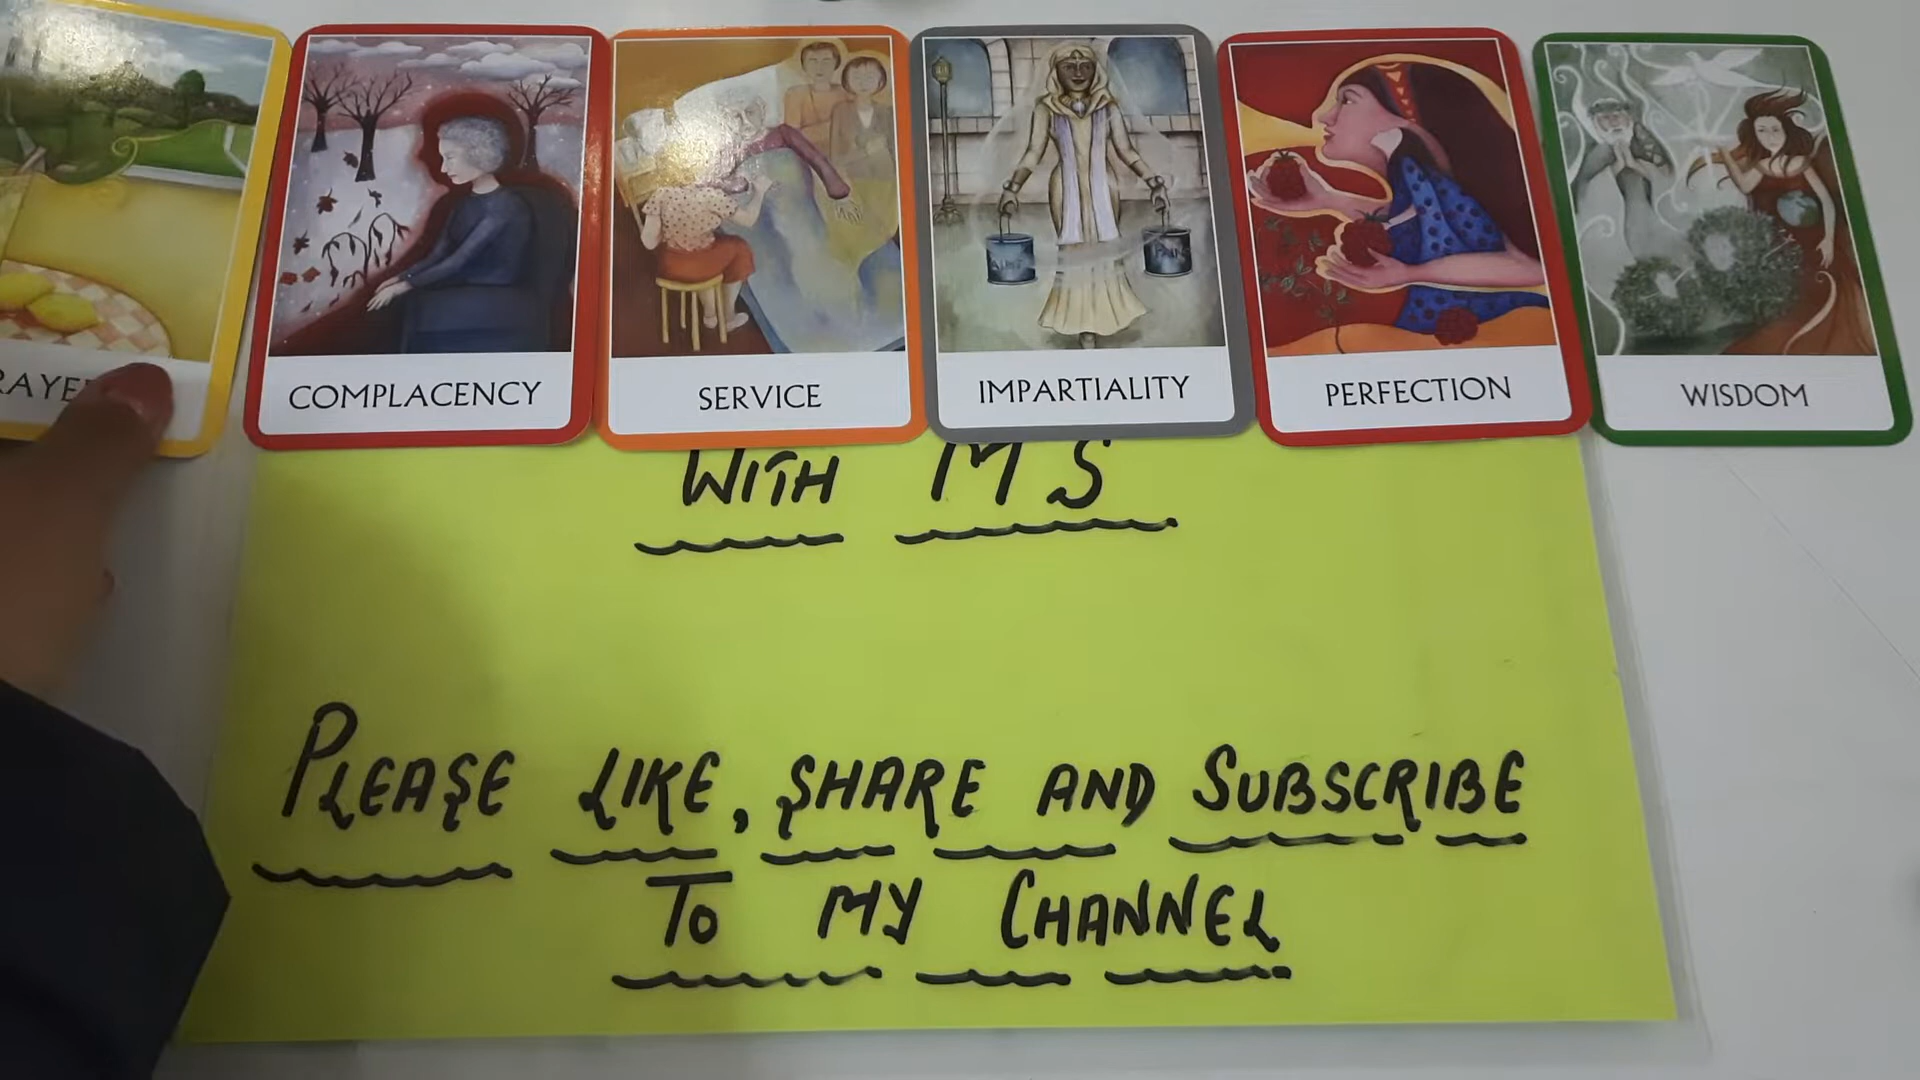 COMPLACENCY
SERVICE
IMPARTIALITY
PERFECTION
WISDOM
WITH MS
PLEASE LIKE, SHARE AND SUBSCRIBE
TO MY CHANNEL